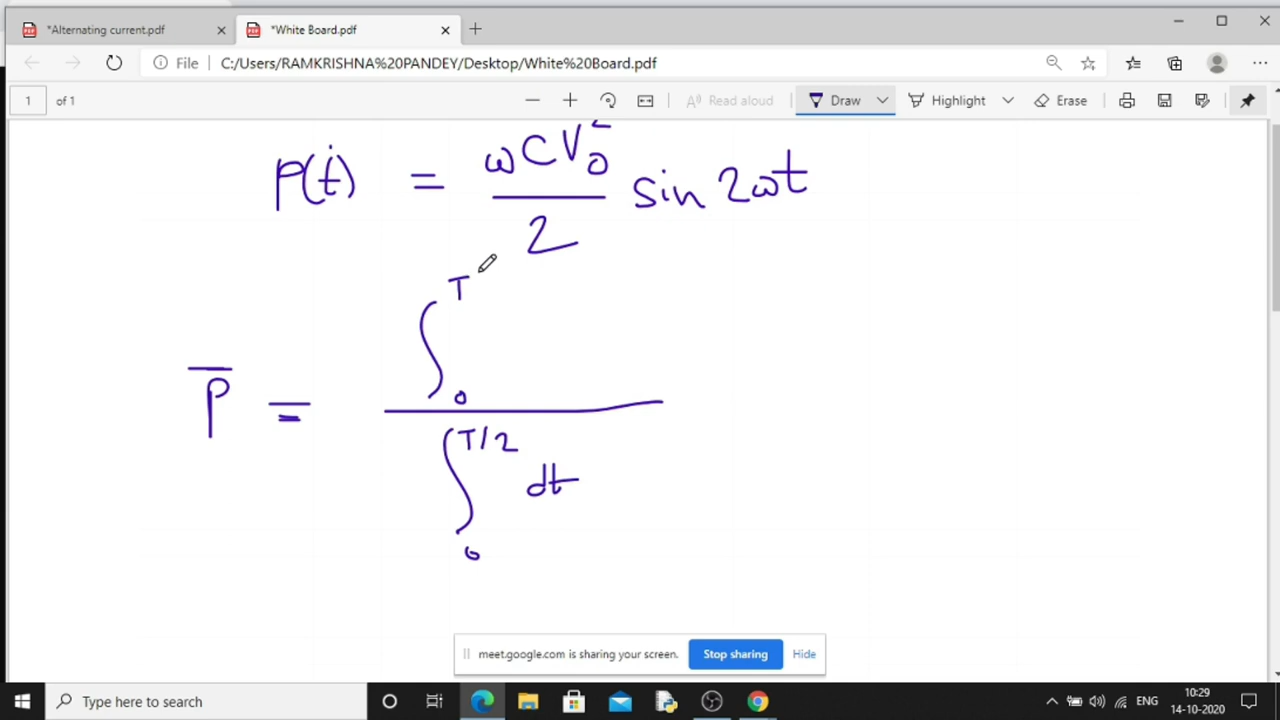 *Alternating current.pdf
*White Board.pdf
File C:/Users/RAMKRISHNA%20PANDEY/Desktop/White%20Board.pdf
1 of 1 Read aloud Draw Highlight Erase
P(t) = ωCV₀²/2 sin 2ωt
P̅ = ∫₀ᵀ / ∫₀^(T/2) dt
meet.google.com is sharing your screen. Stop sharing Hide
Type here to search
ENG
10:29
14-10-2020